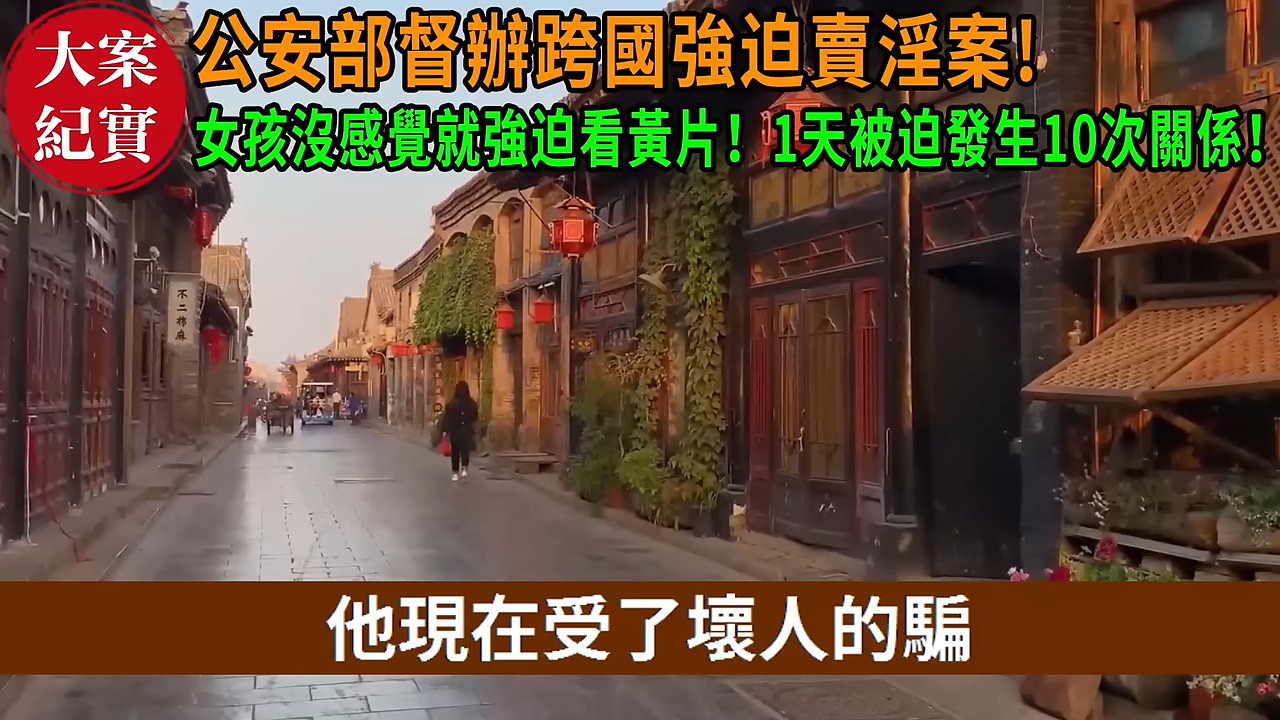 大案
紀實
公安部督辦跨國強迫賣淫案!
女孩沒感覺就強迫看黃片！1天被迫發生10次關係！
不二棉麻
他現在受了壞人的騙